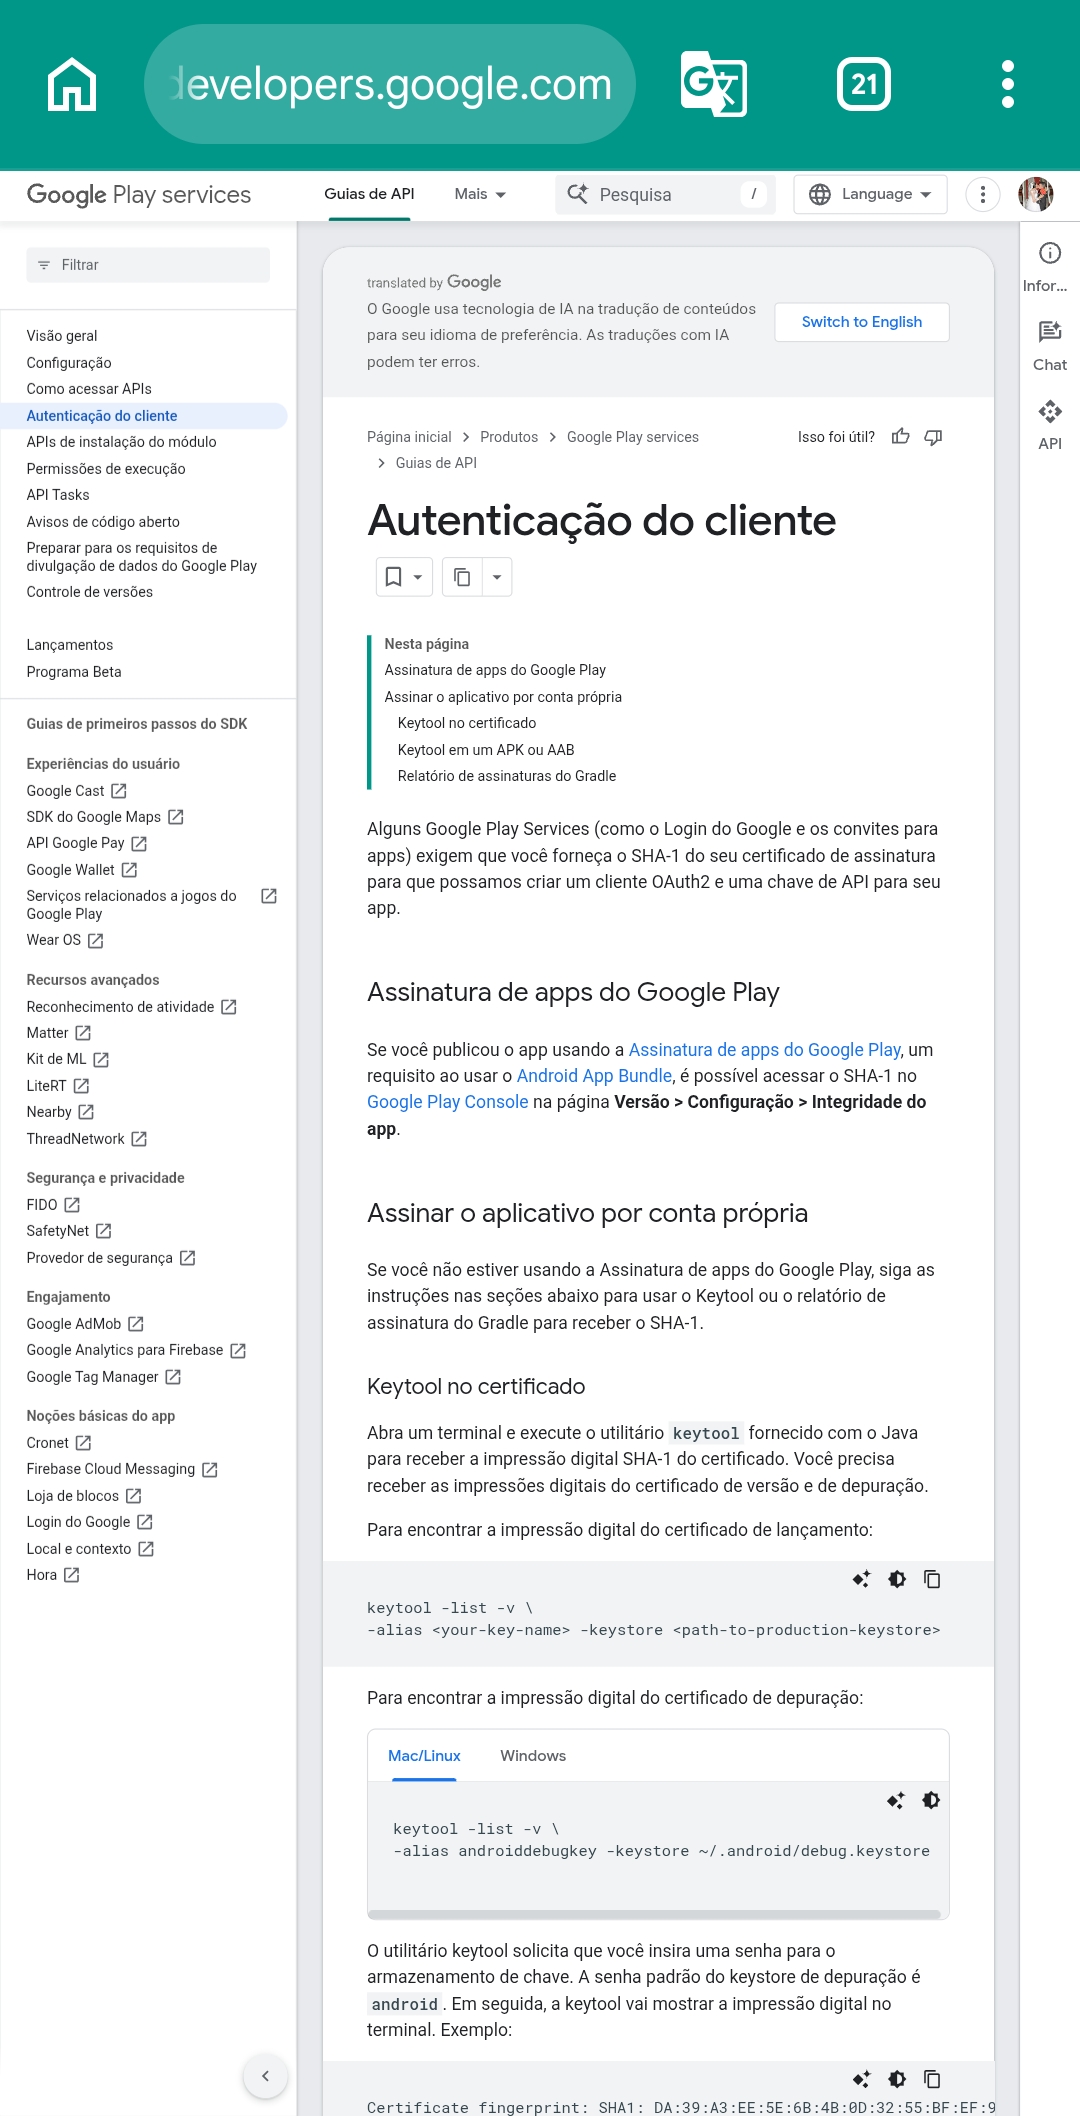 developers.google.com
21
Google Play services
Guias de API
Mais
Pesquisa
/
Language
Filtrar
Visão geral
Configuração
Como acessar APIs
Autenticação do cliente
APIs de instalação do módulo
Permissões de execução
API Tasks
Avisos de código aberto
Preparar para os requisitos de
divulgação de dados do Google Play
Controle de versões
Lançamentos
Programa Beta
Guias de primeiros passos do SDK
Experiências do usuário
Google Cast
SDK do Google Maps
API Google Pay
Google Wallet
Serviços relacionados a jogos do
Google Play
Wear OS
Recursos avançados
Reconhecimento de atividade
Matter
Kit de ML
LiteRT
Nearby
ThreadNetwork
Segurança e privacidade
FIDO
SafetyNet
Provedor de segurança
Engajamento
Google AdMob
Google Analytics para Firebase
Google Tag Manager
Noções básicas do app
Cronet
Firebase Cloud Messaging
Loja de blocos
Login do Google
Local e contexto
Hora
translated by Google
O Google usa tecnologia de IA na tradução de conteúdos
para seu idioma de preferência. As traduções com IA
podem ter erros.
Switch to English
Página inicial > Produtos > Google Play services
> Guias de API
Isso foi útil?
Autenticação do cliente
Nesta página
Assinatura de apps do Google Play
Assinar o aplicativo por conta própria
Keytool no certificado
Keytool em um APK ou AAB
Relatório de assinaturas do Gradle
Alguns Google Play Services (como o Login do Google e os convites para
apps) exigem que você forneça o SHA-1 do seu certificado de assinatura
para que possamos criar um cliente OAuth2 e uma chave de API para seu
app.
Assinatura de apps do Google Play
Se você publicou o app usando a Assinatura de apps do Google Play, um
requisito ao usar o Android App Bundle, é possível acessar o SHA-1 no
Google Play Console na página Versão > Configuração > Integridade do
app.
Assinar o aplicativo por conta própria
Se você não estiver usando a Assinatura de apps do Google Play, siga as
instruções nas seções abaixo para usar o Keytool ou o relatório de
assinatura do Gradle para receber o SHA-1.
Keytool no certificado
Abra um terminal e execute o utilitário keytool fornecido com o Java
para receber a impressão digital SHA-1 do certificado. Você precisa
receber as impressões digitais do certificado de versão e de depuração.
Para encontrar a impressão digital do certificado de lançamento:
keytool -list -v \
-alias <your-key-name> -keystore <path-to-production-keystore>
Para encontrar a impressão digital do certificado de depuração:
Mac/Linux
Windows
keytool -list -v \
-alias androiddebugkey -keystore ~/.android/debug.keystore
O utilitário keytool solicita que você insira uma senha para o
armazenamento de chave. A senha padrão do keystore de depuração é
android. Em seguida, a keytool vai mostrar a impressão digital no
terminal. Exemplo:
Certificate fingerprint: SHA1: DA:39:A3:EE:5E:6B:4B:0D:32:55:BF:EF:9
Infor...
Chat
API